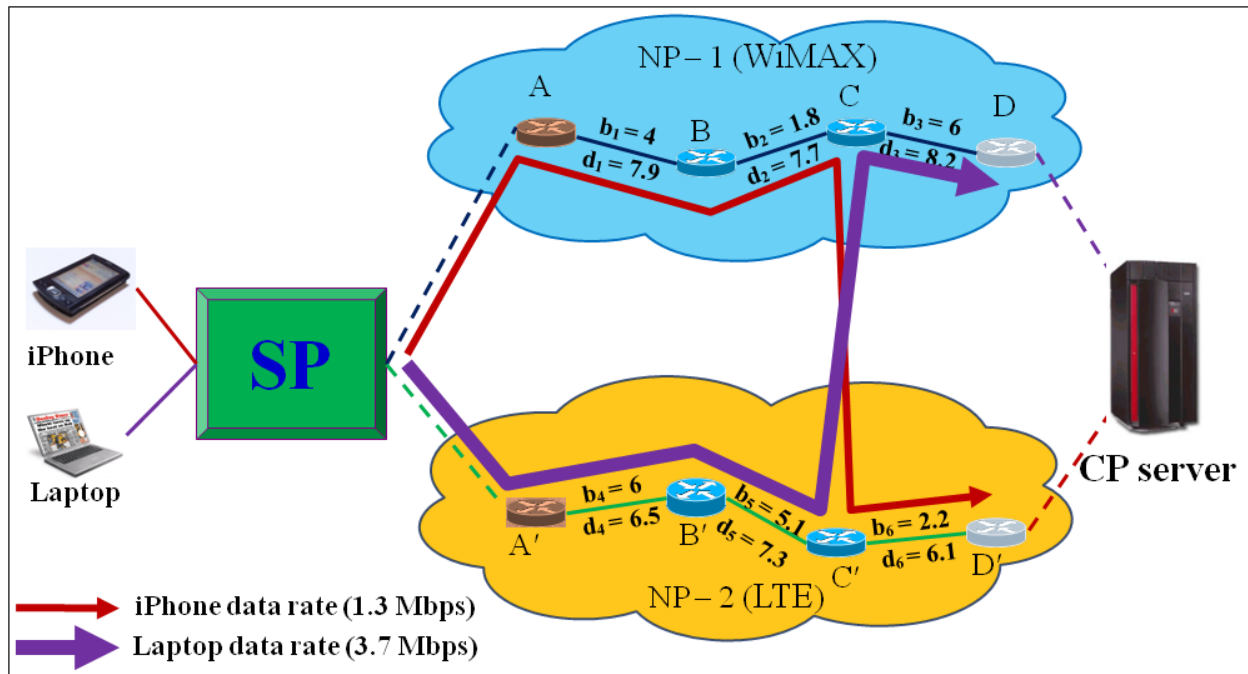 NP – 1 (WiMAX)
A
b₁ = 4
d₁ = 7.9
B
b₂ = 1.8
d₂ = 7.7
C
b₃ = 6
d₃ = 8.2
D
iPhone
Laptop
SP
CP server
A'
b₄ = 6
d₄ = 6.5
B'
b₅ = 5.1
d₅ = 7.3
C'
b₆ = 2.2
d₆ = 6.1
D'
NP – 2 (LTE)
iPhone data rate (1.3 Mbps)
Laptop data rate (3.7 Mbps)